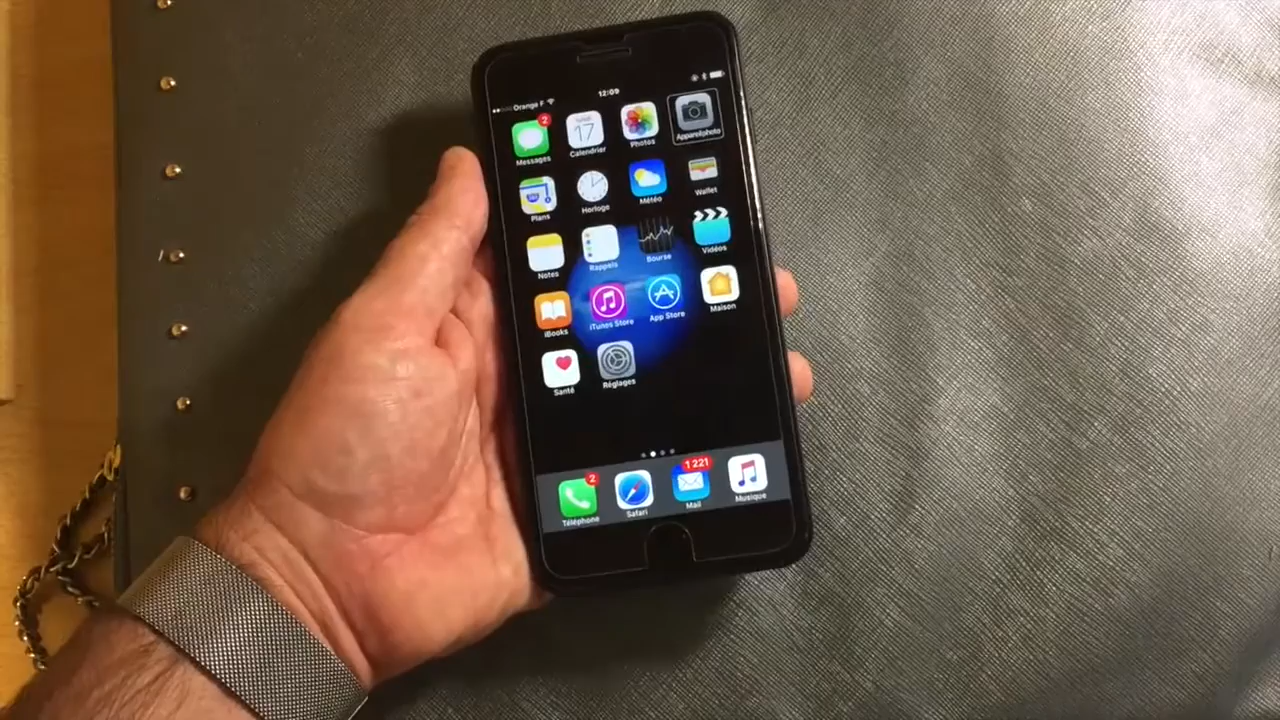 Orange F
12:09
2
Messages
lundi
17
Calendrier
Photos
Appareil photo
Plans
Horloge
Météo
Wallet
Notes
Rappels
Bourse
Vidéos
iBooks
iTunes Store
App Store
Maison
Santé
Réglages
2
Téléphone
Safari
1 221
Mail
Musique